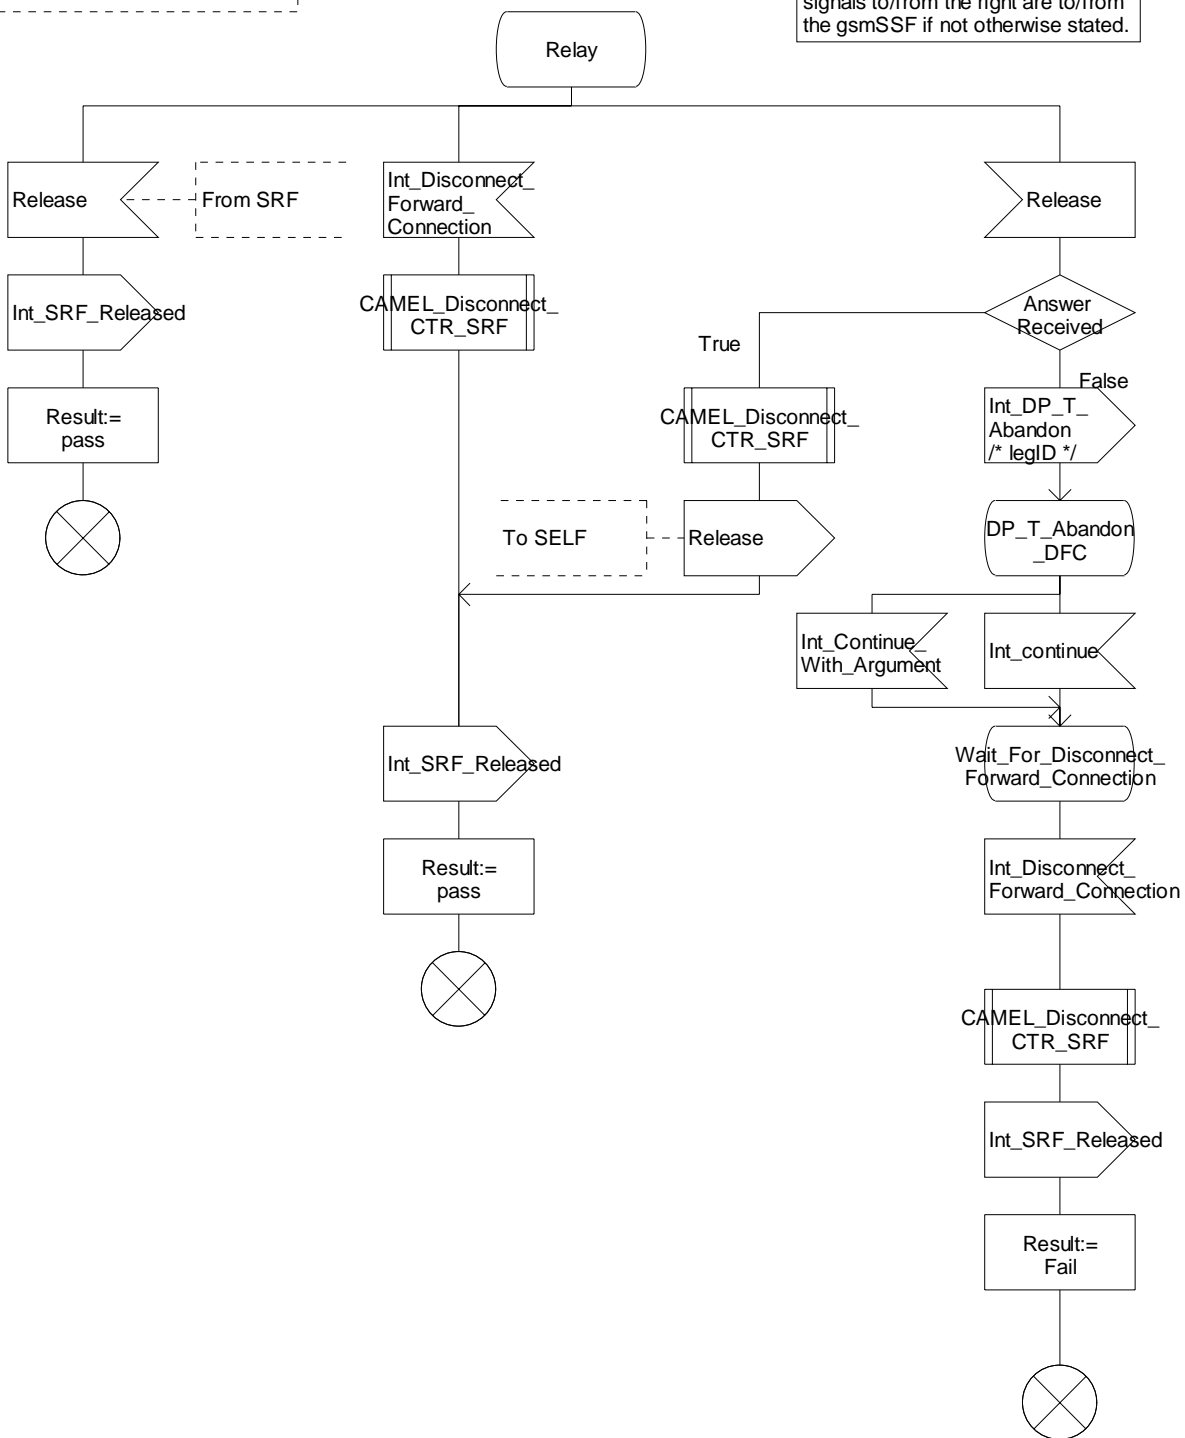 signals to/from the right are to/from
the gsmSSF if not otherwise stated.
Relay
Release
From SRF
Int_Disconnect_
Forward_
Connection
Release
Int_SRF_Released
CAMEL_Disconnect_
CTR_SRF
Answer
Received
True
False
Result:=
pass
CAMEL_Disconnect_
CTR_SRF
Int_DP_T_
Abandon
/* legID */
To SELF
Release
DP_T_Abandon
_DFC
Int_Continue_
With_Argument
Int_continue
Int_SRF_Released
Wait_For_Disconnect_
Forward_Connection
Result:=
pass
Int_Disconnect_
Forward_Connection
CAMEL_Disconnect_
CTR_SRF
Int_SRF_Released
Result:=
Fail